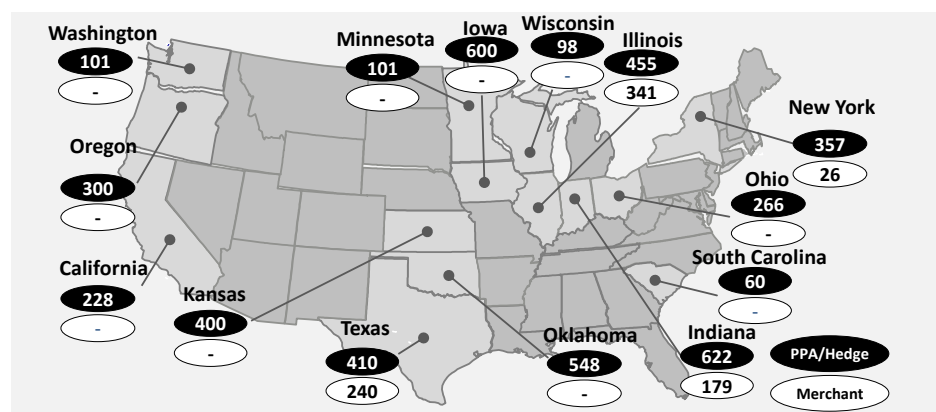 Washington
101
-
Minnesota
101
-
Iowa
600
-
Wisconsin
98
-
Illinois
455
341
New York
357
26
Oregon
300
-
Ohio
266
-
California
228
-
Kansas
400
-
Texas
410
240
Oklahoma
548
-
South Carolina
60
-
Indiana
622
179
PPA/Hedge
Merchant